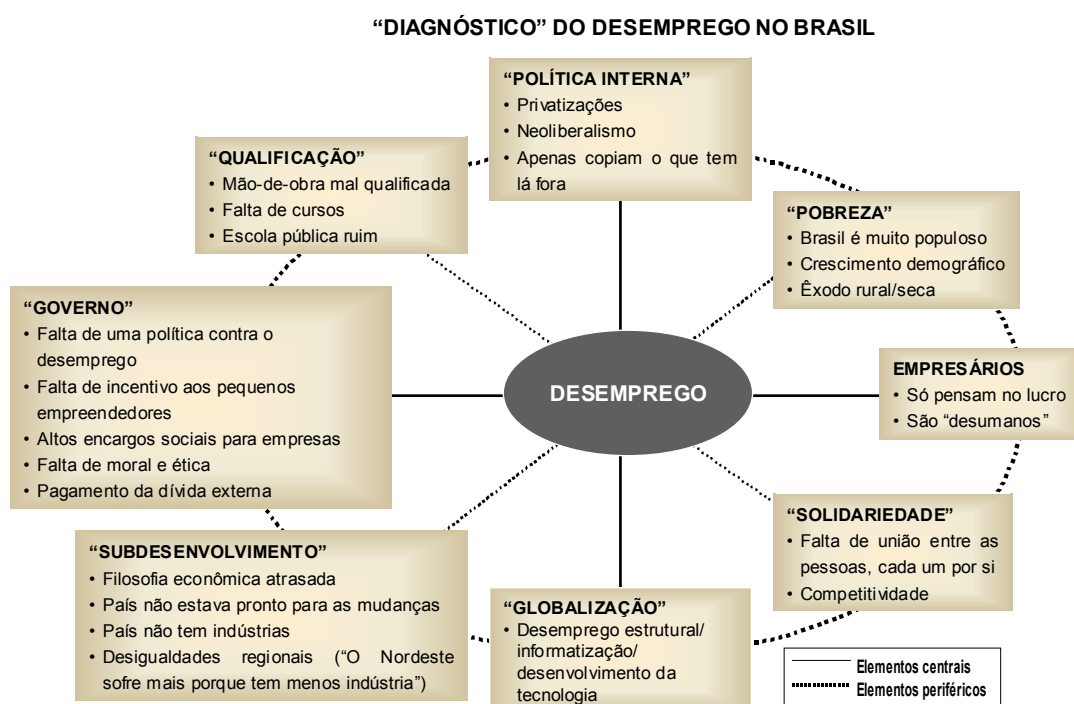 “DIAGNÓSTICO” DO DESEMPREGO NO BRASIL
“POLÍTICA INTERNA”
• Privatizações
• Neoliberalismo
• Apenas copiam o que tem
lá fora
“QUALIFICAÇÃO”
• Mão-de-obra mal qualificada
• Falta de cursos
• Escola pública ruim
“POBREZA”
• Brasil é muito populoso
• Crescimento demográfico
• Êxodo rural/seca
“GOVERNO”
• Falta de uma política contra o
desemprego
• Falta de incentivo aos pequenos
empreendedores
• Altos encargos sociais para empresas
• Falta de moral e ética
• Pagamento da dívida externa
DESEMPREGO
EMPRESÁRIOS
• Só pensam no lucro
• São “desumanos”
“SOLIDARIEDADE”
• Falta de união entre as
pessoas, cada um por si
• Competitividade
“SUBDESENVOLVIMENTO”
• Filosofia econômica atrasada
• País não estava pronto para as mudanças
• País não tem indústrias
• Desigualdades regionais (“O Nordeste
sofre mais porque tem menos indústria”)
“GLOBALIZAÇÃO”
• Desemprego estrutural/
informatização/
desenvolvimento da
tecnologia
Elementos centrais
Elementos periféricos